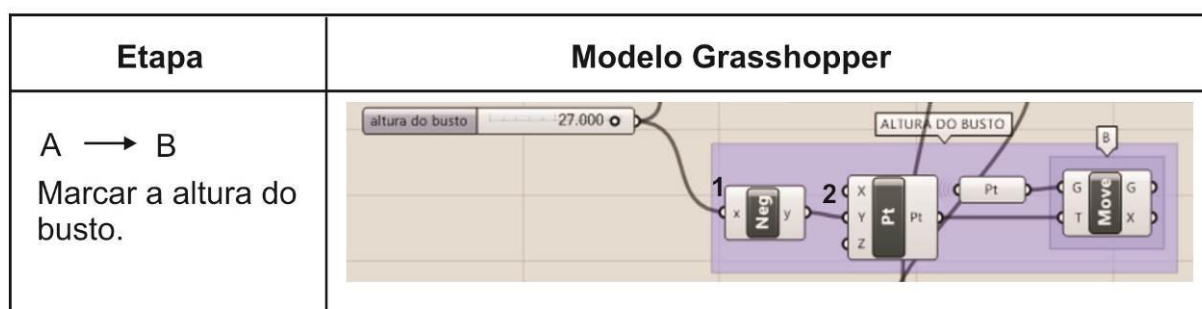 Etapa
Modelo Grasshopper
A → B
Marcar a altura do
busto.
altura do busto 27.000
ALTURA DO BUSTO
B
1
x Neg y
2
X Y Z Pt Pt
Pt
G T Move G X